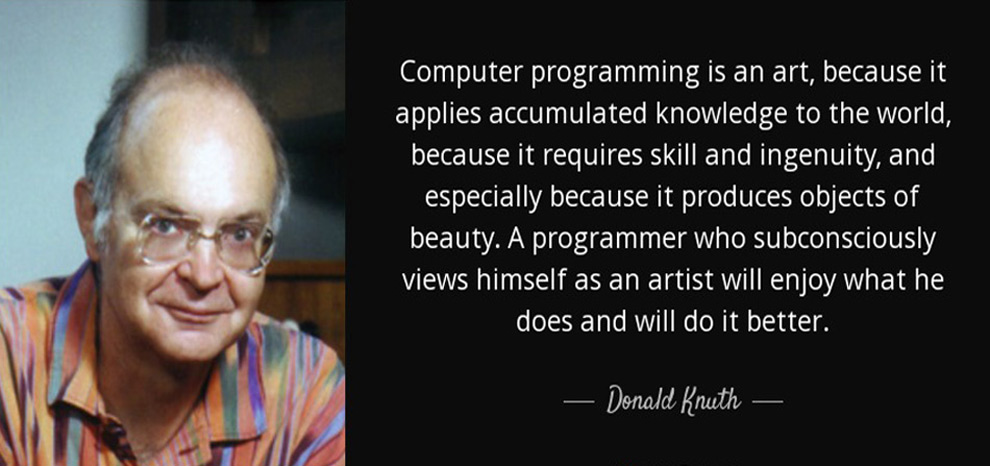 Computer programming is an art, because it
applies accumulated knowledge to the world,
because it requires skill and ingenuity, and
especially because it produces objects of
beauty. A programmer who subconsciously
views himself as an artist will enjoy what he
does and will do it better.
— Donald Knuth —